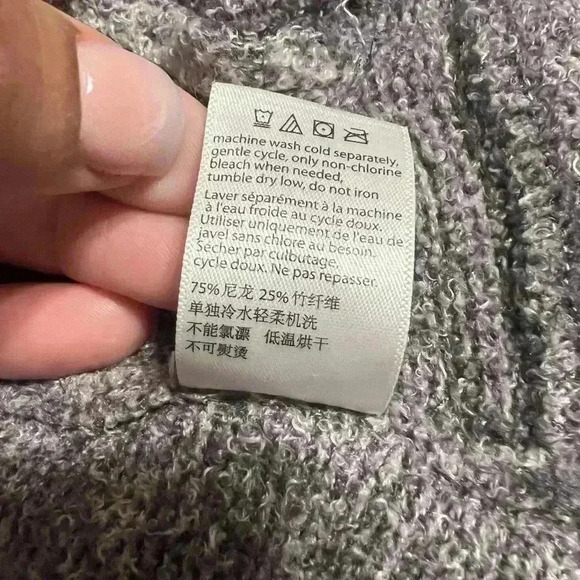 machine wash cold separately,
gentle cycle, only non-chlorine
bleach when needed,
tumble dry low, do not iron
Laver séparément à la machine
à l'eau froide au cycle doux.
Utiliser uniquement de l'eau de
javel sans chlore au besoin.
Sécher par culbutage,
cycle doux. Ne pas repasser.
75% 尼龙 25% 竹纤维
单独冷水轻柔机洗
不能氯漂 低温烘干
不可熨烫